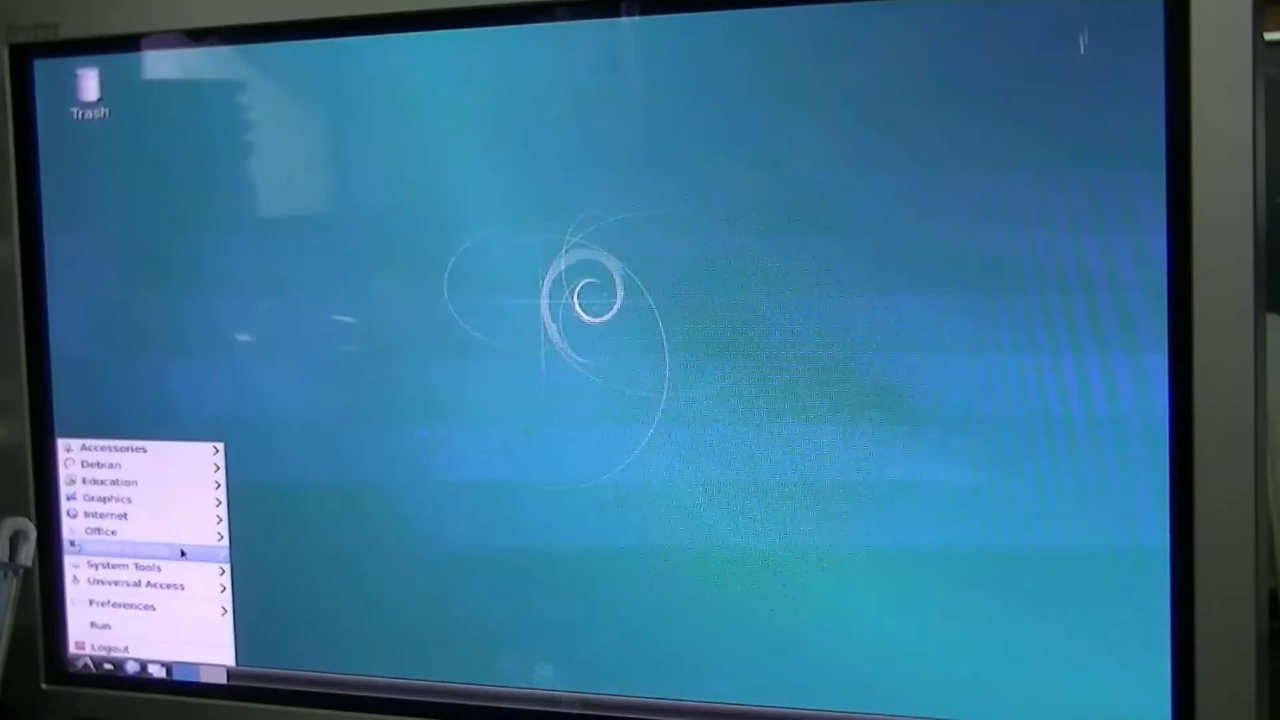 Trash
Accessories
Debian
Education
Graphics
Internet
Office
System Tools
Universal Access
Preferences
Run
Logout